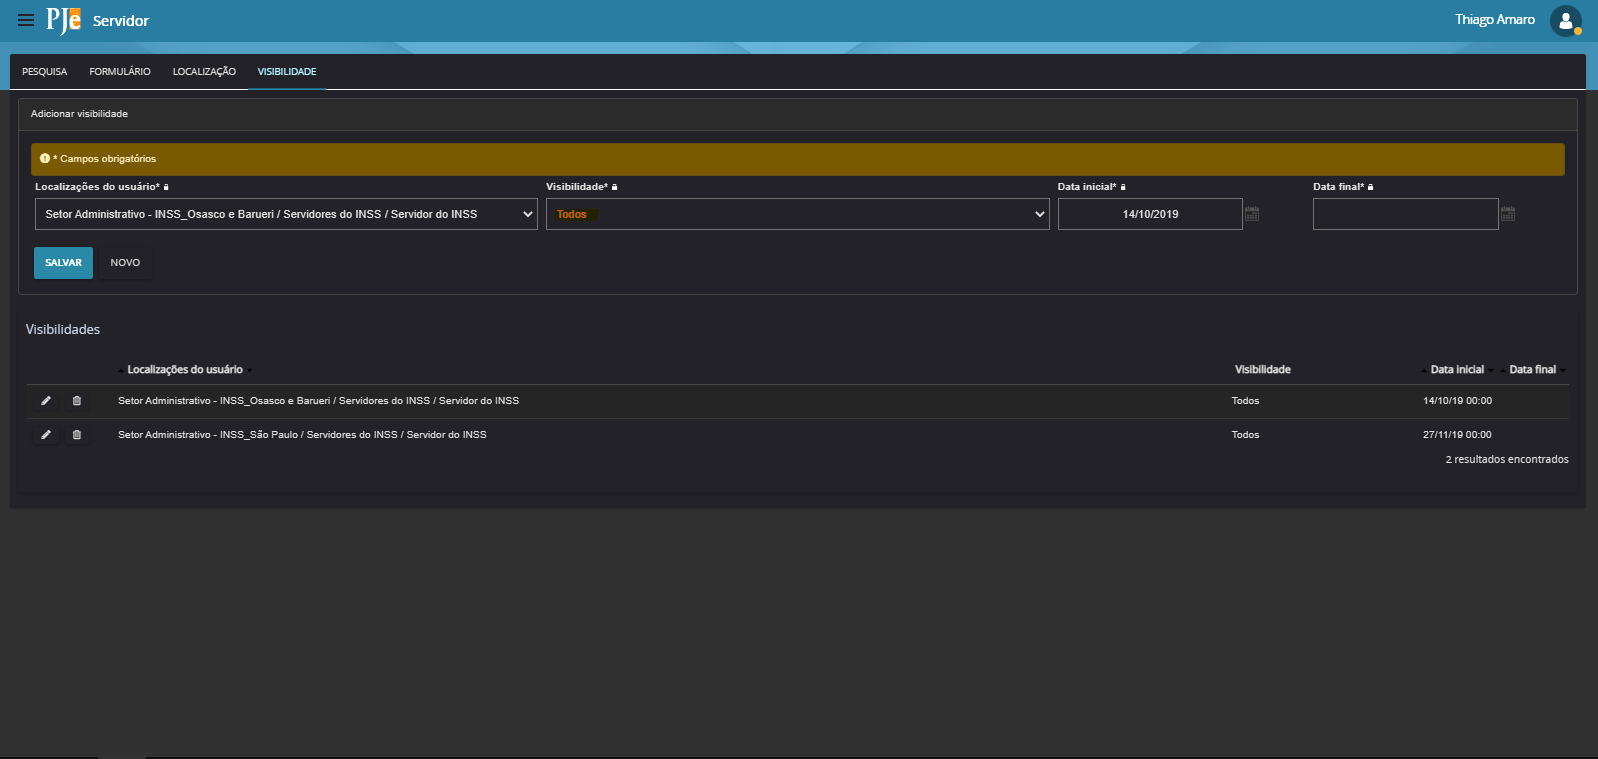 PJe Servidor Thiago Amaro
PESQUISA FORMULÁRIO LOCALIZAÇÃO VISIBILIDADE
Adicionar visibilidade
* Campos obrigatórios
Localizações do usuário* Visibilidade* Data inicial* Data final*
Setor Administrativo - INSS_Osasco e Barueri / Servidores do INSS / Servidor do INSS Todos 14/10/2019
SALVAR NOVO
Visibilidades
Localizações do usuário Visibilidade Data inicial Data final
Setor Administrativo - INSS_Osasco e Barueri / Servidores do INSS / Servidor do INSS Todos 14/10/19 00:00
Setor Administrativo - INSS_São Paulo / Servidores do INSS / Servidor do INSS Todos 27/11/19 00:00
2 resultados encontrados